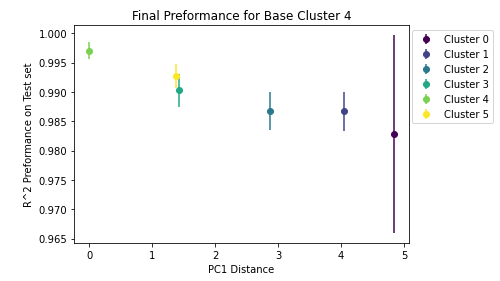 Final Preformance for Base Cluster 4
R^2 Preformance on Test set
1.000
0.995
0.990
0.985
0.980
0.975
0.970
0.965
0 1 2 3 4 5
PC1 Distance
Cluster 0
Cluster 1
Cluster 2
Cluster 3
Cluster 4
Cluster 5